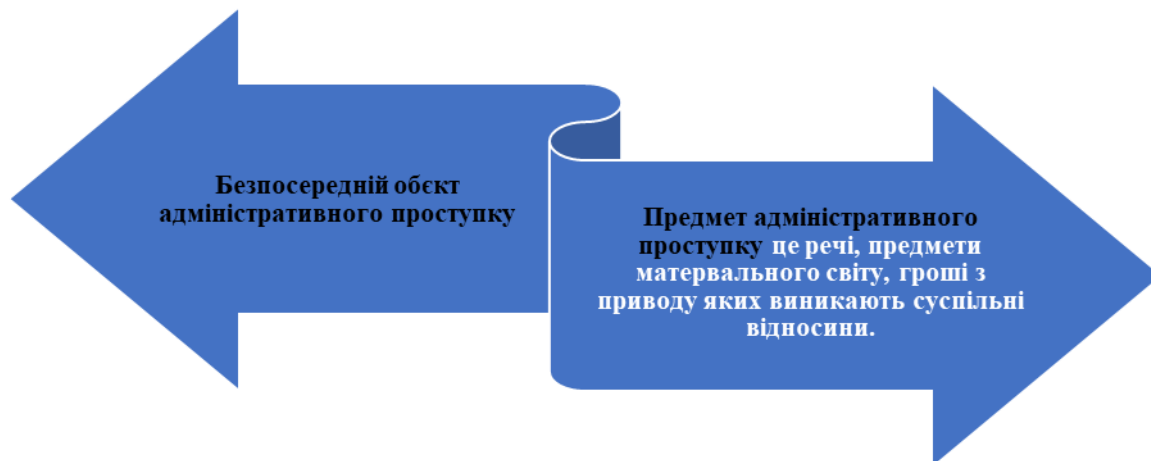 Безпосередній обєкт
адміністративного проступку
Предмет адміністративного
проступку це речі, предмети
матервального світу, гроші з
приводу яких виникають суспільні
відносини.